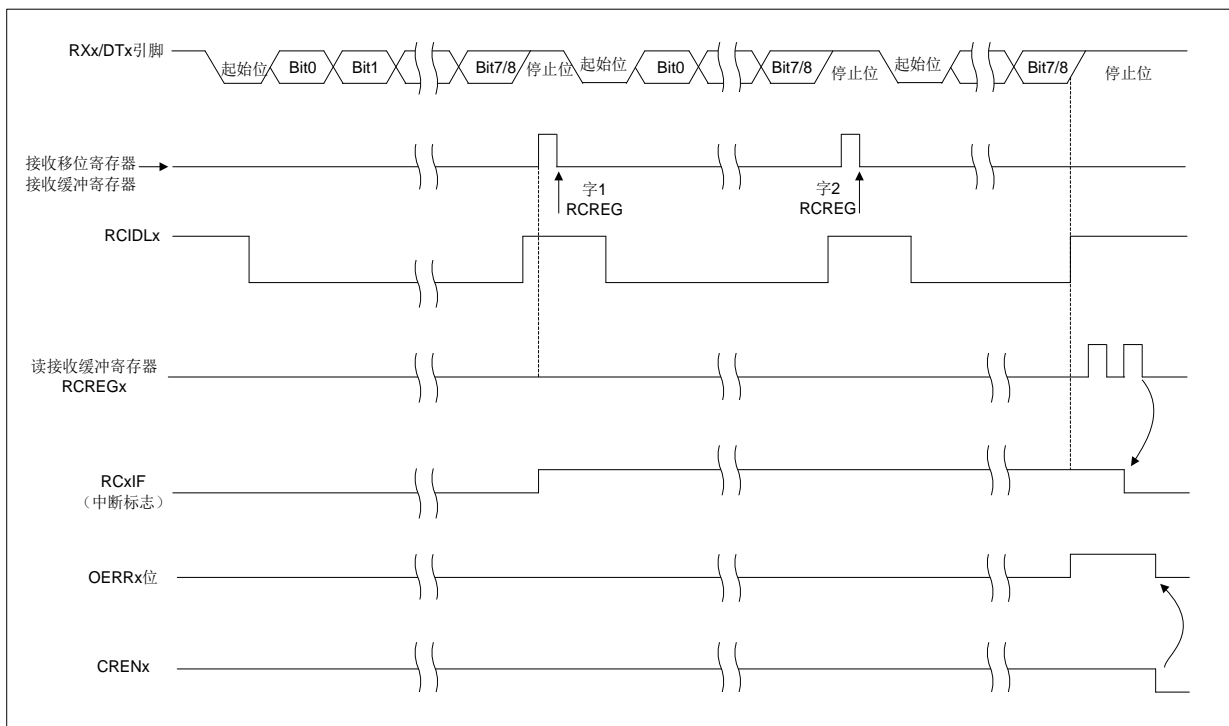 RXx/DTx引脚
起始位 Bit0 Bit1 Bit7/8 停止位 起始位 Bit0 Bit7/8 停止位 起始位 Bit7/8 停止位
接收移位寄存器
接收缓冲寄存器
字1
RCREG
字2
RCREG
RCIDLx
读接收缓冲寄存器
RCREGx
RCxIF
（中断标志）
OERRx位
CRENx